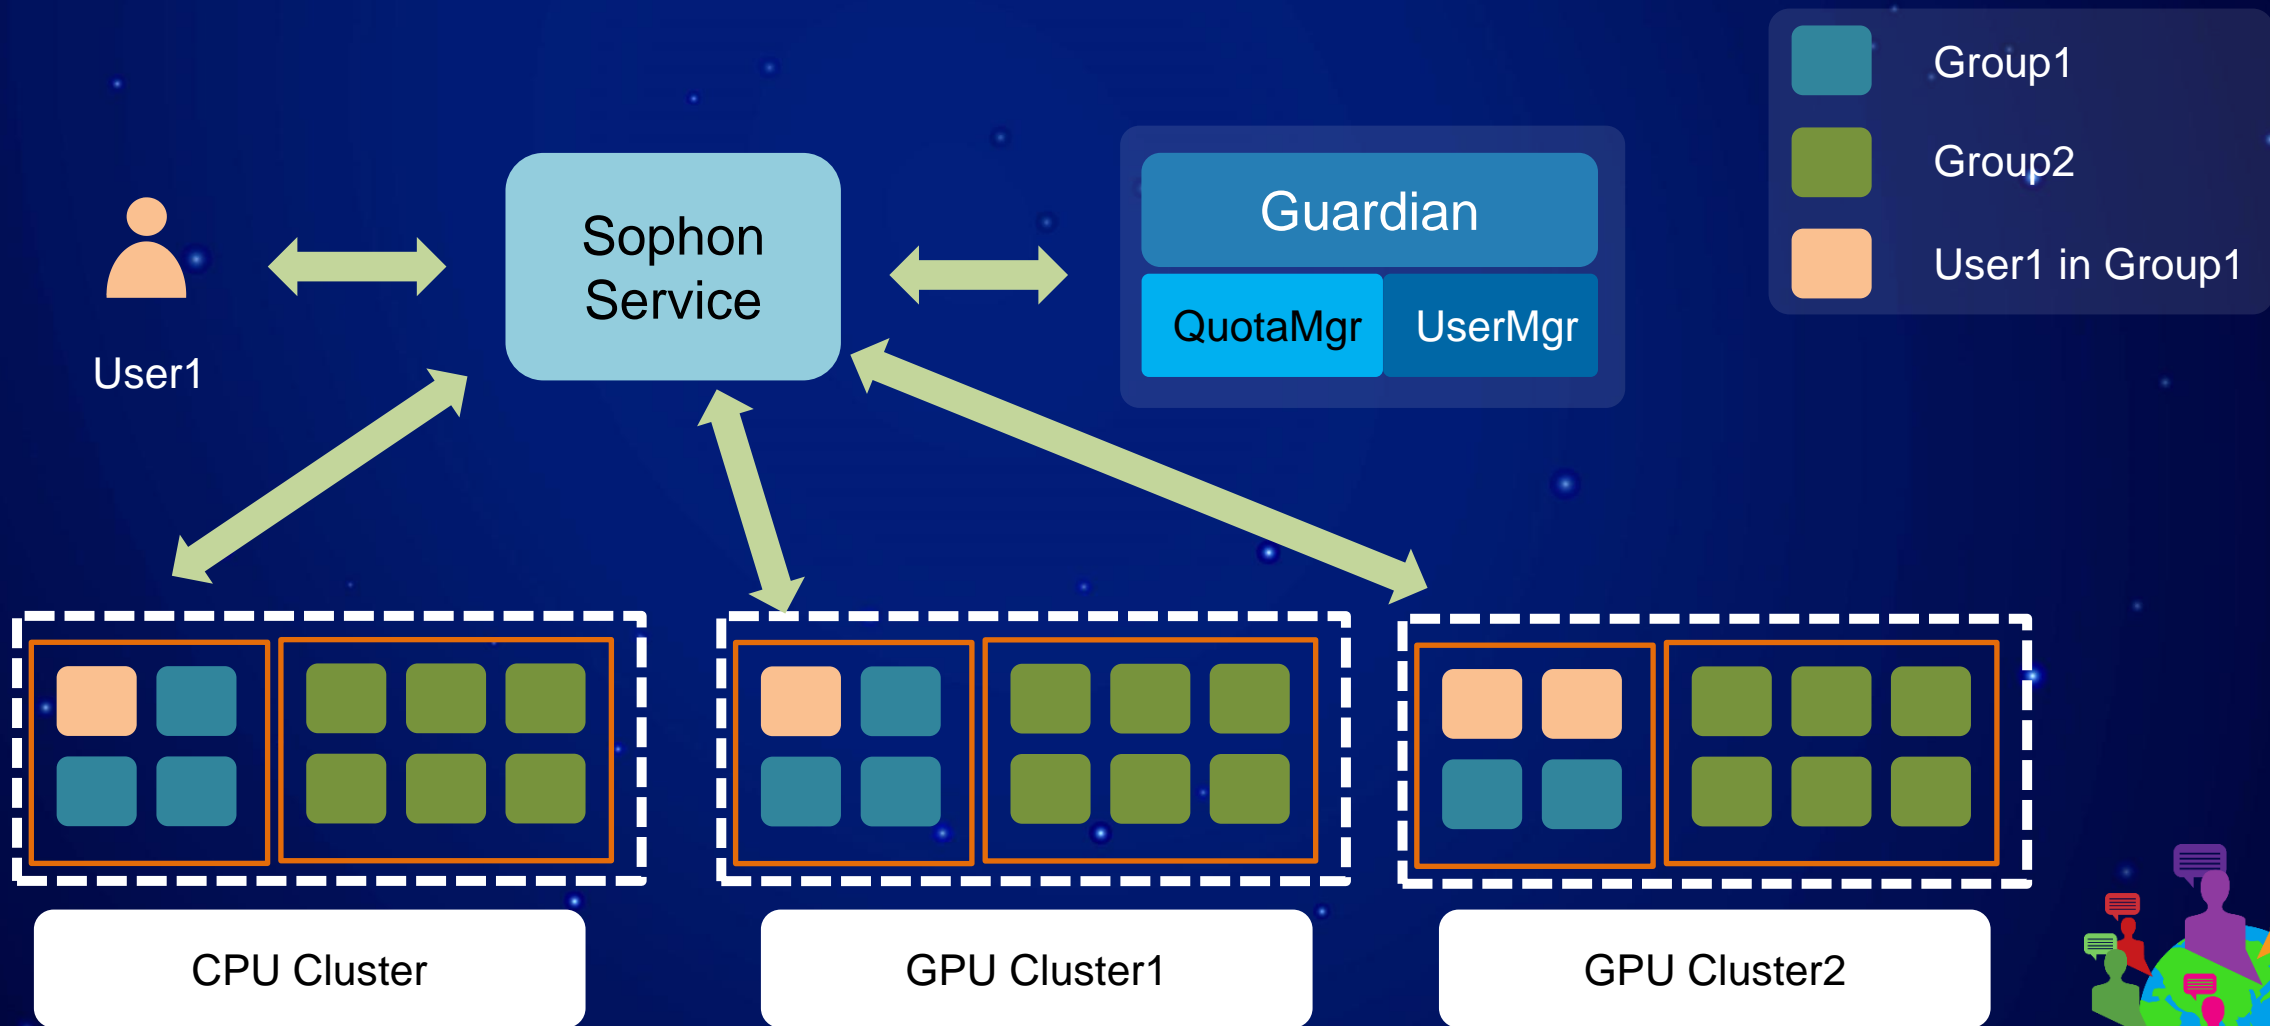 Group1
Group2
User1 in Group1
Sophon
Service
Guardian
QuotaMgr
UserMgr
User1
CPU Cluster
GPU Cluster1
GPU Cluster2